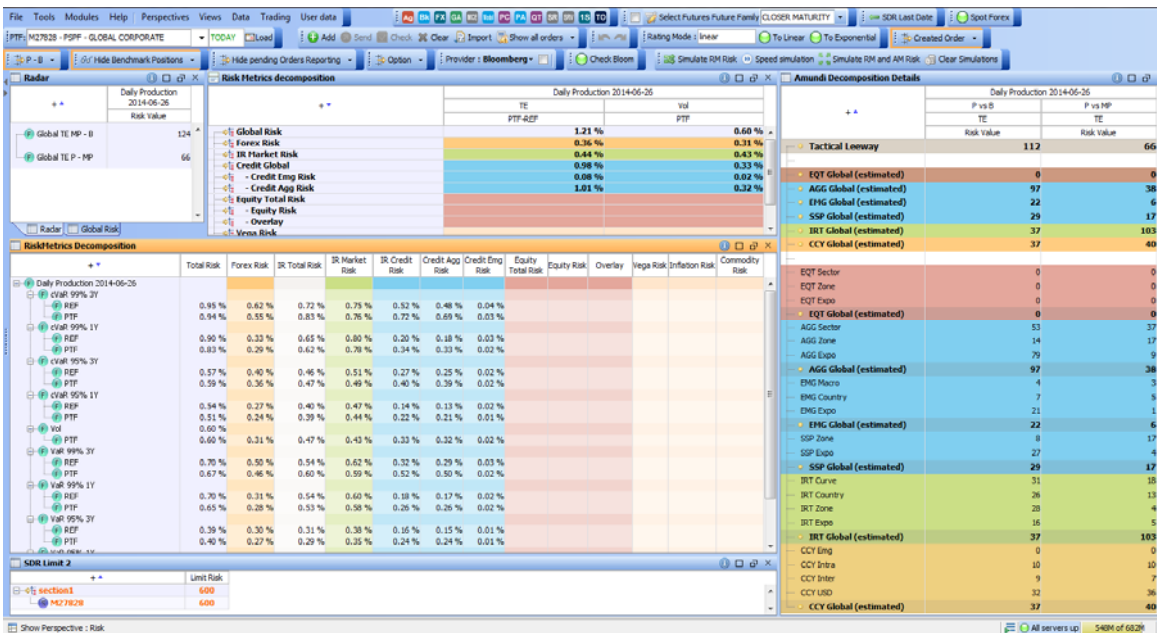 File Tools Modules Help Perspectives Views Data Trading User data
Ag Bk FX GA PC PA QT SR 1S TO Select Futures Future Family CLOSER MATURITY SDR Last Date Spot Forex
PTF: M27828 - PSPF - GLOBAL CORPORATE TODAY Load Add Send Check Clear Import Show all orders Rating Mode : linear To Linear To Exponential Created Order
P - B Hide Benchmark Positions Hide pending Orders Reporting Option Provider : Bloomberg Check Bloom Simulate RM Risk Speed simulation Simulate RM and AM Risk Clear Simulations
Radar
Daily Production
2014-06-26
Risk Value
Global TE MP - B 124
Global TE P - MP 66
Radar Global Risk
Risk Metrics decomposition
Daily Production 2014-06-26
TE Vol
PTF-REF PTF
Global Risk 1.21 % 0.60 %
Forex Risk 0.36 % 0.31 %
IR Market Risk 0.44 % 0.43 %
Credit Global 0.98 % 0.33 %
- Credit Emg Risk 0.08 % 0.02 %
- Credit Agg Risk 1.01 % 0.32 %
Equity Total Risk
- Equity Risk
- Overlay
Vega Risk
RiskMetrics Decomposition
Total Risk Forex Risk IR Total Risk IR Market Risk IR Credit Risk Credit Agg Risk Credit Emg Risk Equity Total Risk Equity Risk Overlay Vega Risk Inflation Risk Commodity Risk
Daily Production 2014-06-26
cVaR 99% 3Y
REF 0.95 % 0.62 % 0.72 % 0.75 % 0.52 % 0.48 % 0.04 %
PTF 0.94 % 0.55 % 0.83 % 0.76 % 0.72 % 0.69 % 0.03 %
cVaR 99% 1Y
REF 0.90 % 0.33 % 0.65 % 0.80 % 0.20 % 0.18 % 0.03 %
PTF 0.83 % 0.29 % 0.62 % 0.78 % 0.34 % 0.33 % 0.02 %
cVaR 95% 3Y
REF 0.57 % 0.40 % 0.46 % 0.51 % 0.27 % 0.25 % 0.02 %
PTF 0.59 % 0.36 % 0.47 % 0.49 % 0.40 % 0.39 % 0.02 %
cVaR 95% 1Y
REF 0.54 % 0.27 % 0.40 % 0.47 % 0.14 % 0.13 % 0.02 %
PTF 0.51 % 0.24 % 0.39 % 0.44 % 0.22 % 0.21 % 0.01 %
Vol 0.60 %
PTF 0.60 % 0.31 % 0.47 % 0.43 % 0.33 % 0.32 % 0.02 %
VaR 99% 3Y
REF 0.70 % 0.50 % 0.54 % 0.62 % 0.32 % 0.29 % 0.03 %
PTF 0.67 % 0.46 % 0.60 % 0.59 % 0.52 % 0.50 % 0.02 %
VaR 99% 1Y
REF 0.70 % 0.31 % 0.54 % 0.60 % 0.18 % 0.17 % 0.02 %
PTF 0.65 % 0.28 % 0.53 % 0.58 % 0.26 % 0.26 % 0.02 %
VaR 95% 3Y
REF 0.39 % 0.30 % 0.31 % 0.38 % 0.16 % 0.15 % 0.01 %
PTF 0.40 % 0.27 % 0.29 % 0.35 % 0.24 % 0.24 % 0.01 %
VaR 95% 1Y
SDR Limit 2
Limit Risk
section1 600
M27828 600
Amundi Decomposition Details
Daily Production 2014-06-26
P vs B P vs MP
TE TE
Risk Value Risk Value
Tactical Leeway 112 66
EQT Global (estimated) 0 0
AGG Global (estimated) 97 38
EMG Global (estimated) 22 6
SSP Global (estimated) 29 17
IRT Global (estimated) 37 103
CCY Global (estimated) 37 40
EQT Sector 0 0
EQT Zone 0 0
EQT Expo 0 0
EQT Global (estimated) 0 0
AGG Sector 53 37
AGG Zone 14 17
AGG Expo 79 9
AGG Global (estimated) 97 38
EMG Macro 4 3
EMG Country 7 5
EMG Expo 21 1
EMG Global (estimated) 22 6
SSP Zone 8 17
SSP Expo 27 4
SSP Global (estimated) 29 17
IRT Curve 31 18
IRT Country 26 13
IRT Zone 28 4
IRT Expo 16 5
IRT Global (estimated) 37 103
CCY Emg 0 0
CCY Intra 10 10
CCY Inter 9 7
CCY USD 32 36
CCY Global (estimated) 37 40
Show Perspective : Risk All servers up 548M of 682M